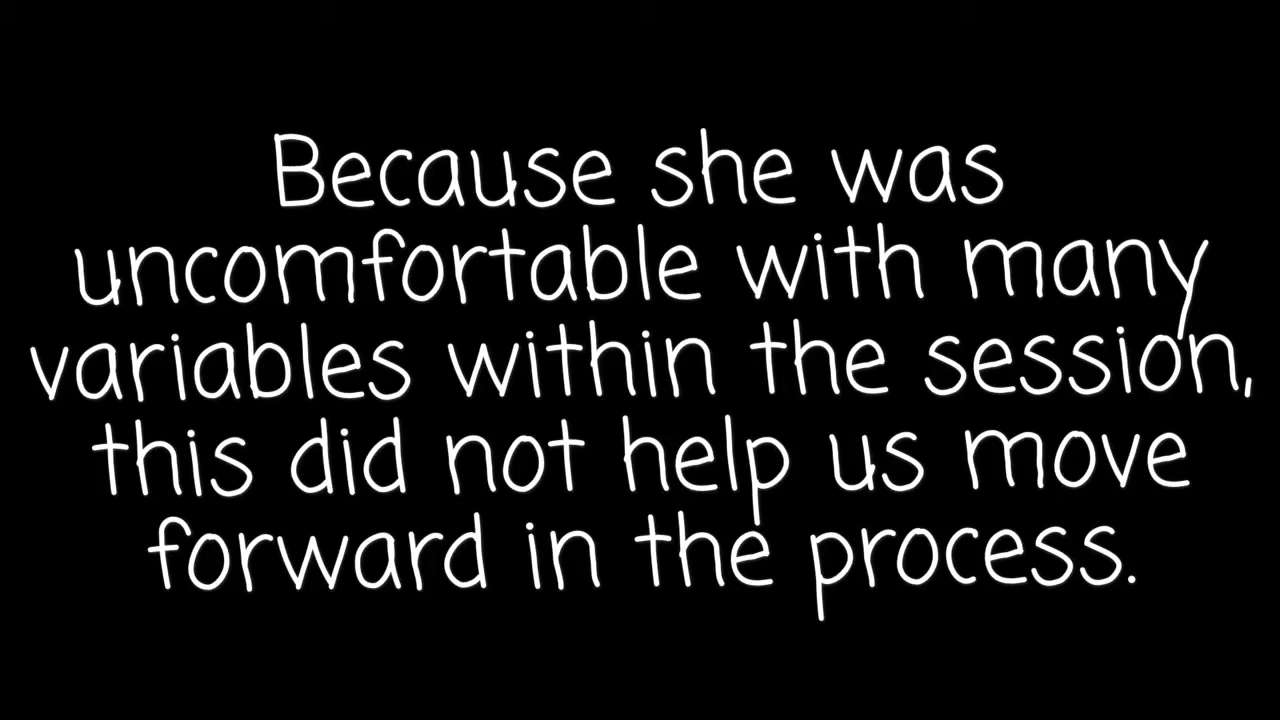 Because she was
uncomfortable with many
variables within the session,
this did not help us move
forward in the process.